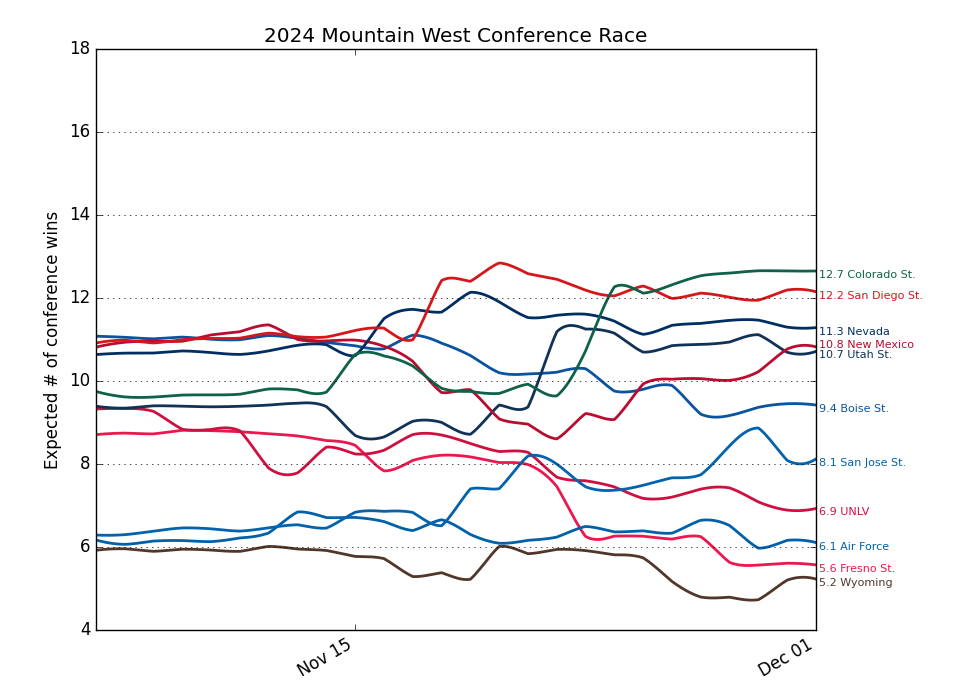 2024 Mountain West Conference Race
Expected # of conference wins
18
16
14
12
10
8
6
4
12.7 Colorado St.
12.2 San Diego St.
11.3 Nevada
10.8 New Mexico
10.7 Utah St.
9.4 Boise St.
8.1 San Jose St.
6.9 UNLV
6.1 Air Force
5.6 Fresno St.
5.2 Wyoming
Nov 15
Dec 01